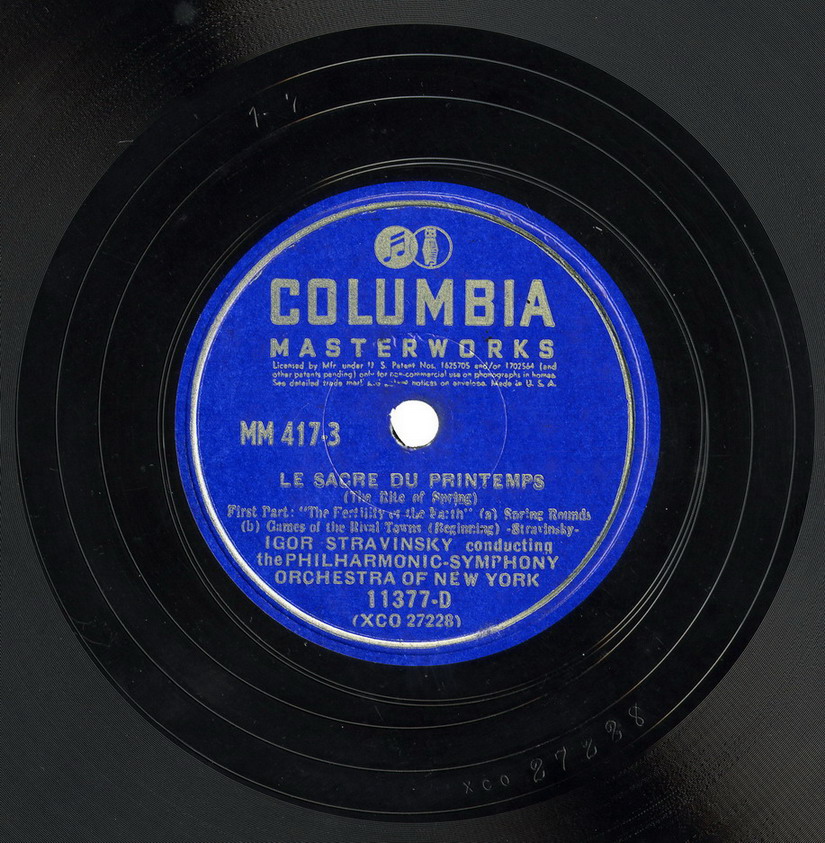 COLUMBIA
MASTERWORKS
Licensed by Mfr. under U. S. Patent Nos. 1625705 and/or 1702564 (and
other patents pending) only for non-commercial use on phonographs in homes.
See detailed trade mark and patent notices on envelope. Made in U. S. A.
MM 417-3
LE SACRE DU PRINTEMPS
(The Rite of Spring)
First Part: "The Fertility of the Earth" (a) Spring Rounds
(b) Games of the Rival Towns (Beginning) -Stravinsky-
IGOR STRAVINSKY conducting
the PHILHARMONIC-SYMPHONY
ORCHESTRA OF NEW YORK
11377-D
(XCO 27228)
XCO 27228